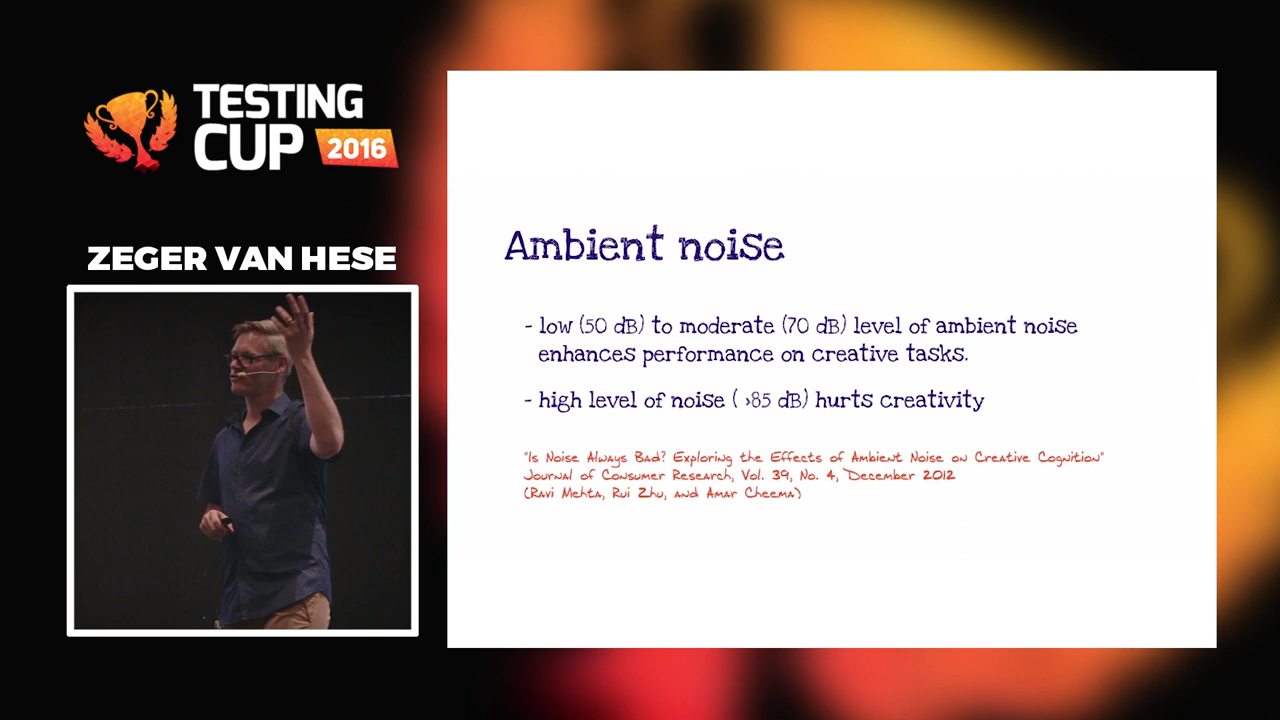 TESTING
CUP 2016
ZEGER VAN HESE
Ambient noise
- low (50 dB) to moderate (70 dB) level of ambient noise
enhances performance on creative tasks.
- high level of noise ( >85 dB) hurts creativity
"Is Noise Always Bad? Exploring the Effects of Ambient Noise on Creative Cognition"
Journal of Consumer Research, Vol. 39, No. 4, December 2012
(Ravi Mehta, Rui Zhu, and Amar Cheema)